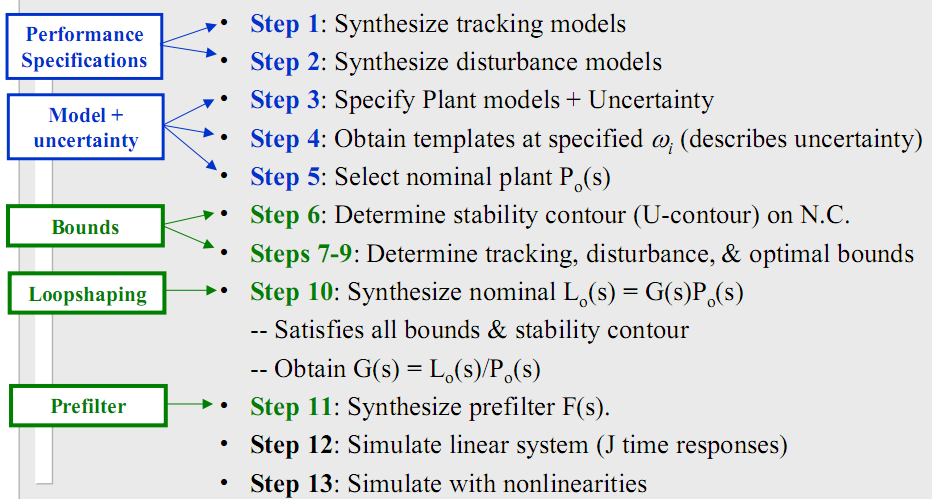 Performance
Specifications
• Step 1: Synthesize tracking models
• Step 2: Synthesize disturbance models
Model +
uncertainty
• Step 3: Specify Plant models + Uncertainty
• Step 4: Obtain templates at specified ωᵢ (describes uncertainty)
• Step 5: Select nominal plant Pₒ(s)
Bounds
• Step 6: Determine stability contour (U-contour) on N.C.
• Steps 7-9: Determine tracking, disturbance, & optimal bounds
Loopshaping
• Step 10: Synthesize nominal Lₒ(s) = G(s)Pₒ(s)
-- Satisfies all bounds & stability contour
-- Obtain G(s) = Lₒ(s)/Pₒ(s)
Prefilter
• Step 11: Synthesize prefilter F(s).
• Step 12: Simulate linear system (J time responses)
• Step 13: Simulate with nonlinearities